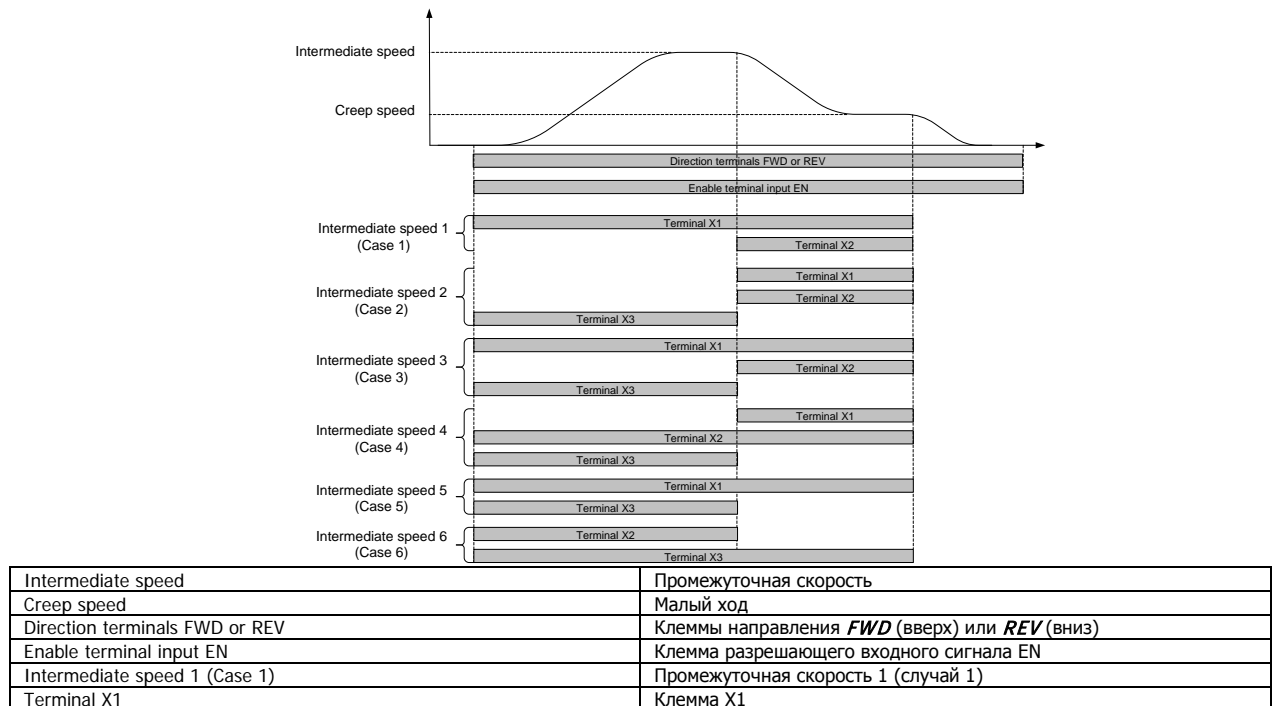 Intermediate speed
Creep speed
Direction terminals FWD or REV
Enable terminal input EN
Intermediate speed 1
(Case 1)
Terminal X1
Terminal X2
Intermediate speed 2
(Case 2)
Terminal X1
Terminal X2
Terminal X3
Intermediate speed 3
(Case 3)
Terminal X1
Terminal X2
Terminal X3
Intermediate speed 4
(Case 4)
Terminal X1
Terminal X2
Terminal X3
Intermediate speed 5
(Case 5)
Terminal X1
Terminal X3
Intermediate speed 6
(Case 6)
Terminal X2
Terminal X3
Intermediate speed Промежуточная скорость
Creep speed Малый ход
Direction terminals FWD or REV Клеммы направления FWD (вверх) или REV (вниз)
Enable terminal input EN Клемма разрешающего входного сигнала EN
Intermediate speed 1 (Case 1) Промежуточная скорость 1 (случай 1)
Terminal X1 Клемма X1